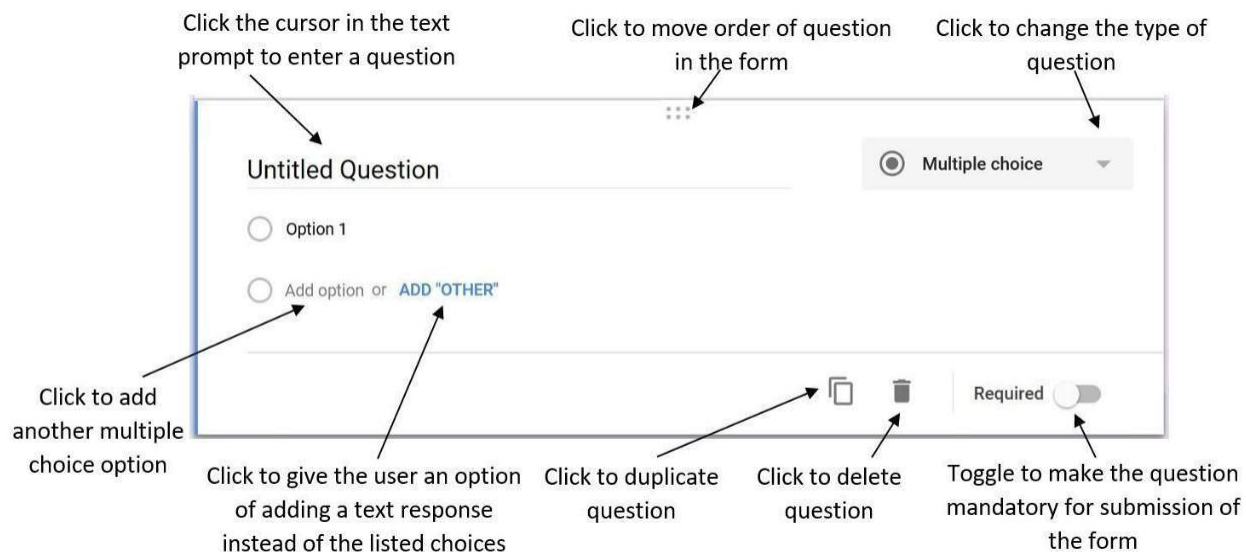 Click the cursor in the text
prompt to enter a question
Click to move order of question
in the form
Click to change the type of
question
Untitled Question
Multiple choice
Option 1
Add option or ADD "OTHER"
Required
Click to add
another multiple
choice option
Click to give the user an option
of adding a text response
instead of the listed choices
Click to duplicate
question
Click to delete
question
Toggle to make the question
mandatory for submission of
the form